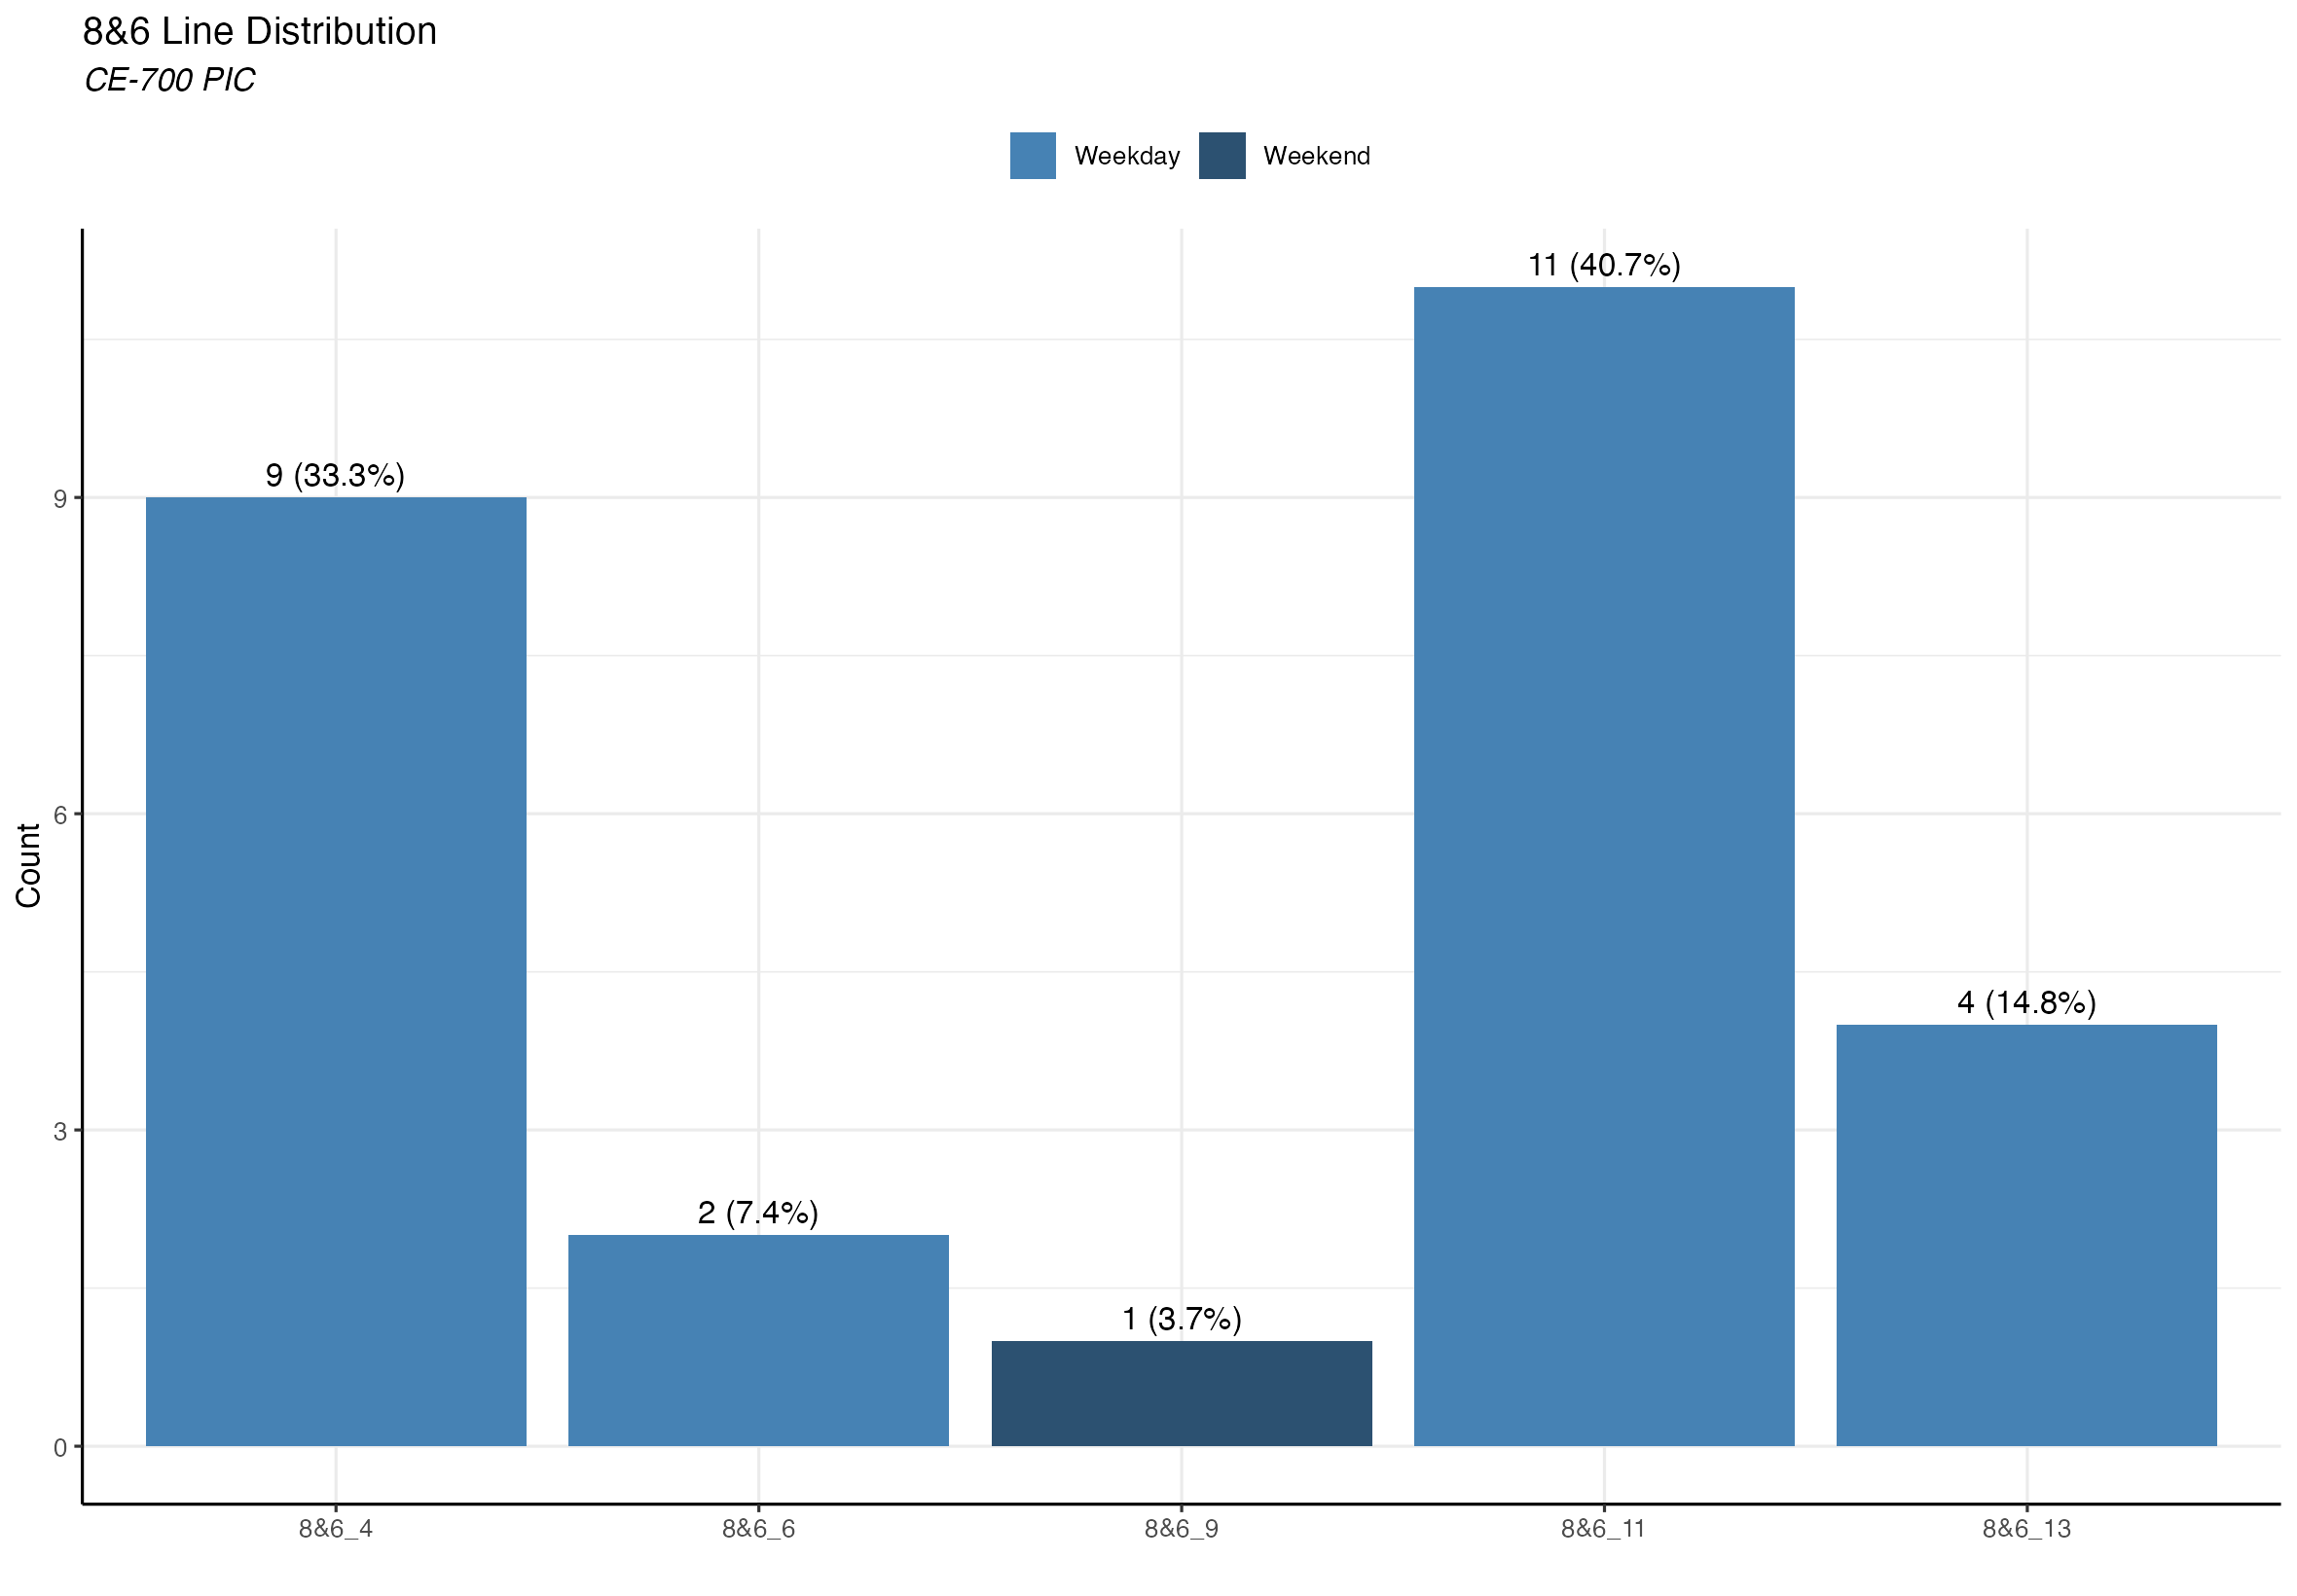 8&6 Line Distribution
CE-700 PIC
Weekday Weekend
11 (40.7%)
9 (33.3%)
4 (14.8%)
2 (7.4%)
1 (3.7%)
9
6
3
0
Count
8&6_4 8&6_6 8&6_9 8&6_11 8&6_13